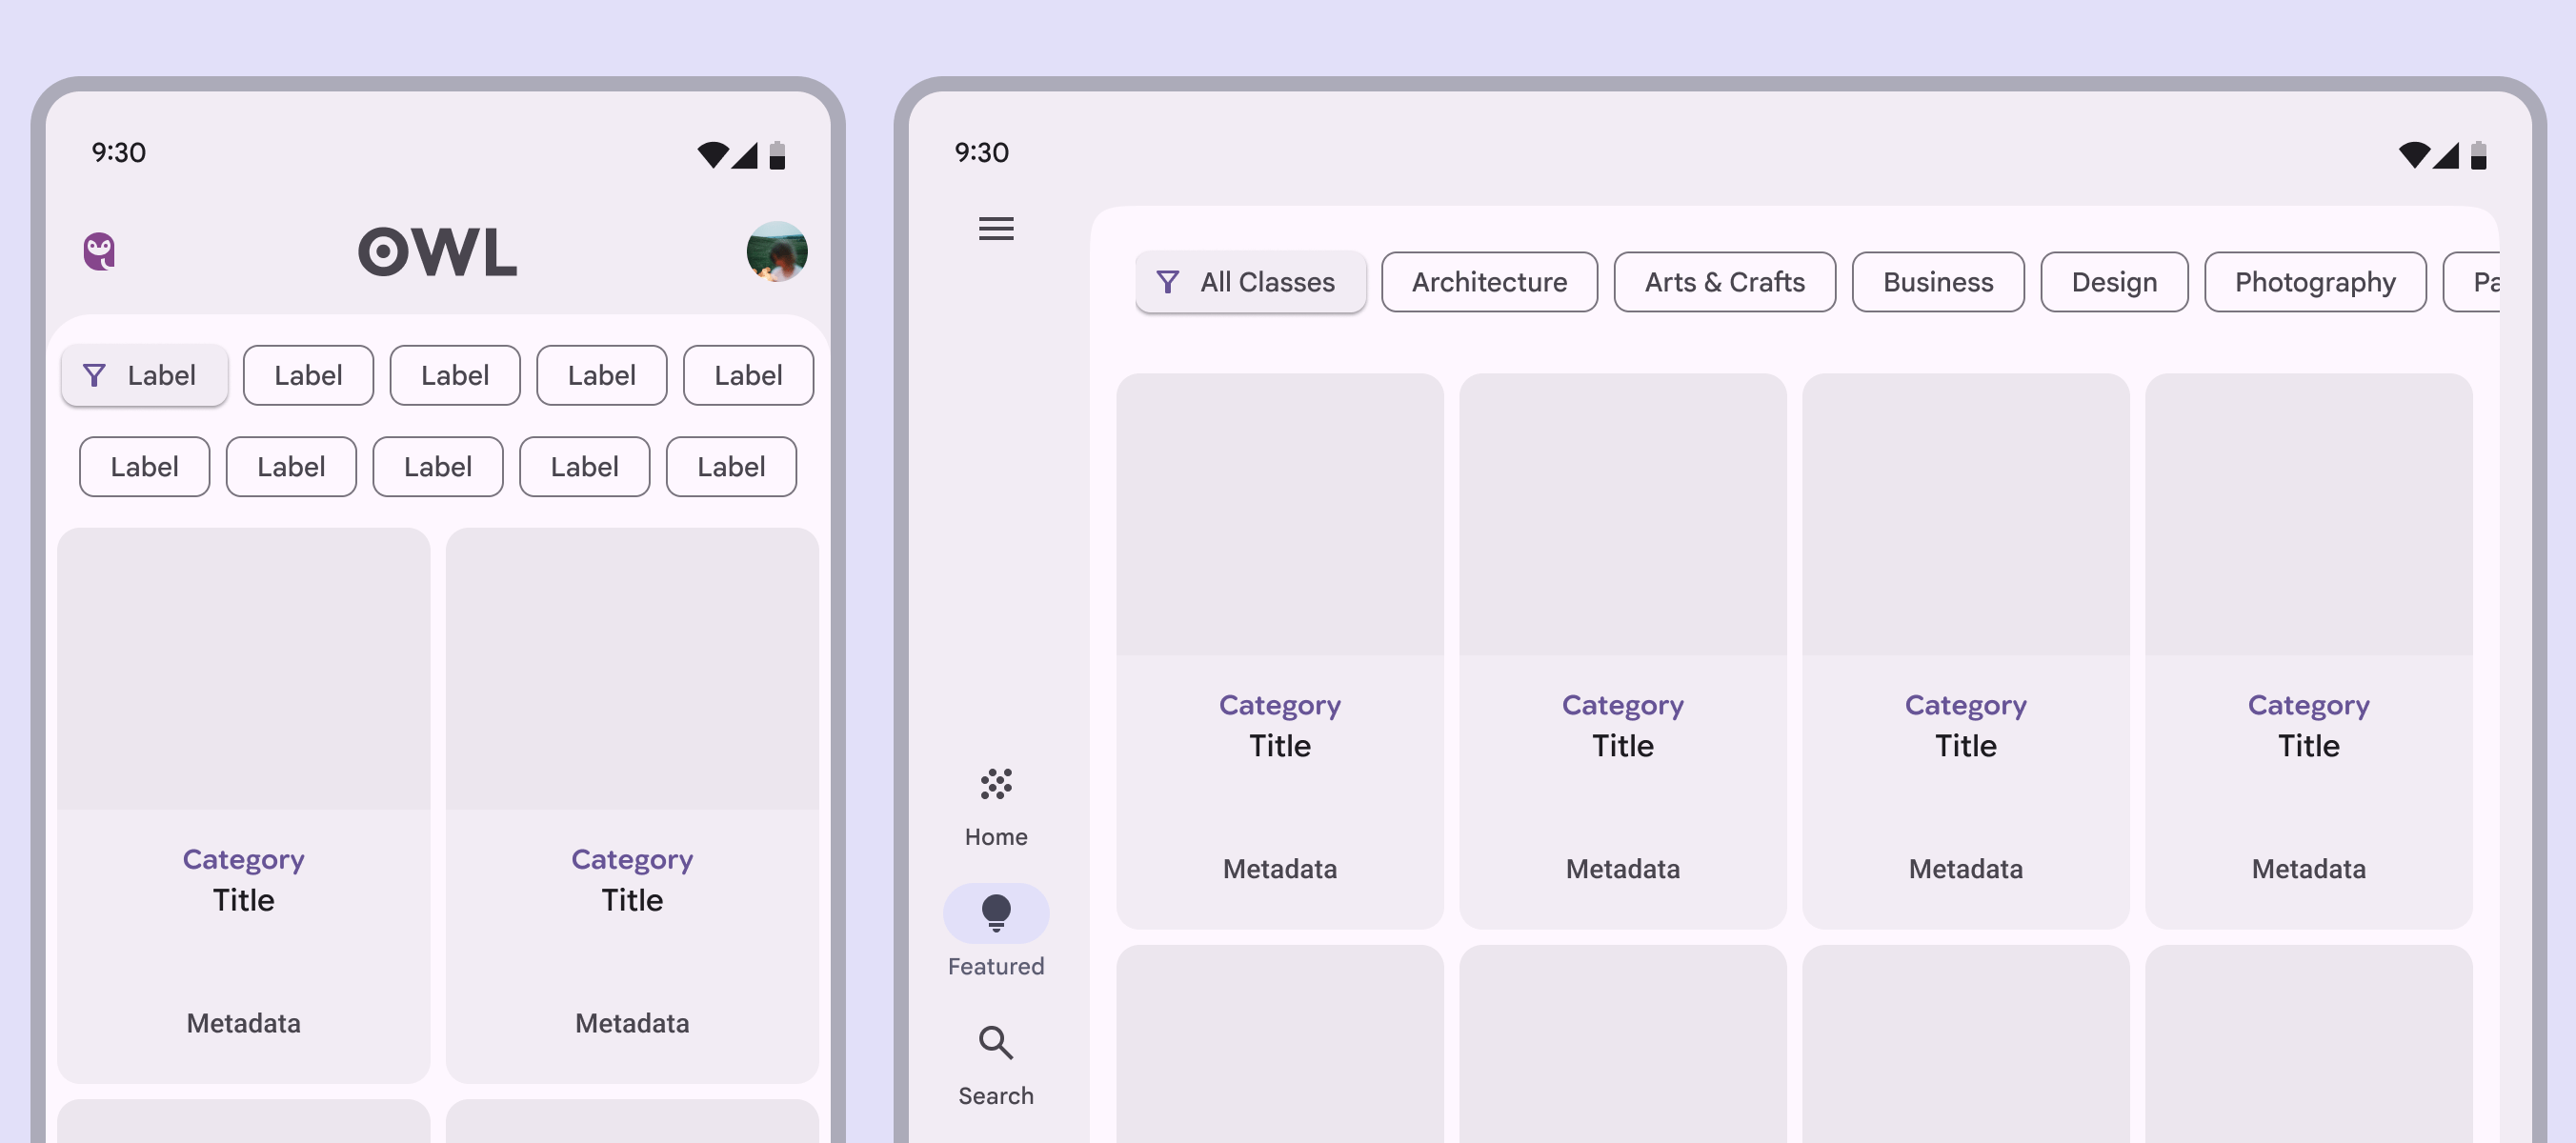 9:30
OWL
Label Label Label Label Label
Label Label Label Label Label
Category Category
Title Title
Metadata Metadata
9:30
All Classes Architecture Arts & Crafts Business Design Photography Pa
Category Category Category Category
Title Title Title Title
Metadata Metadata Metadata Metadata
Home
Featured
Search